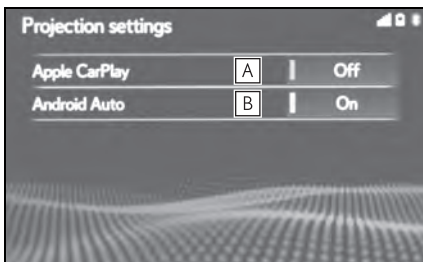 Projection settings
Apple CarPlay A Off
Android Auto B On